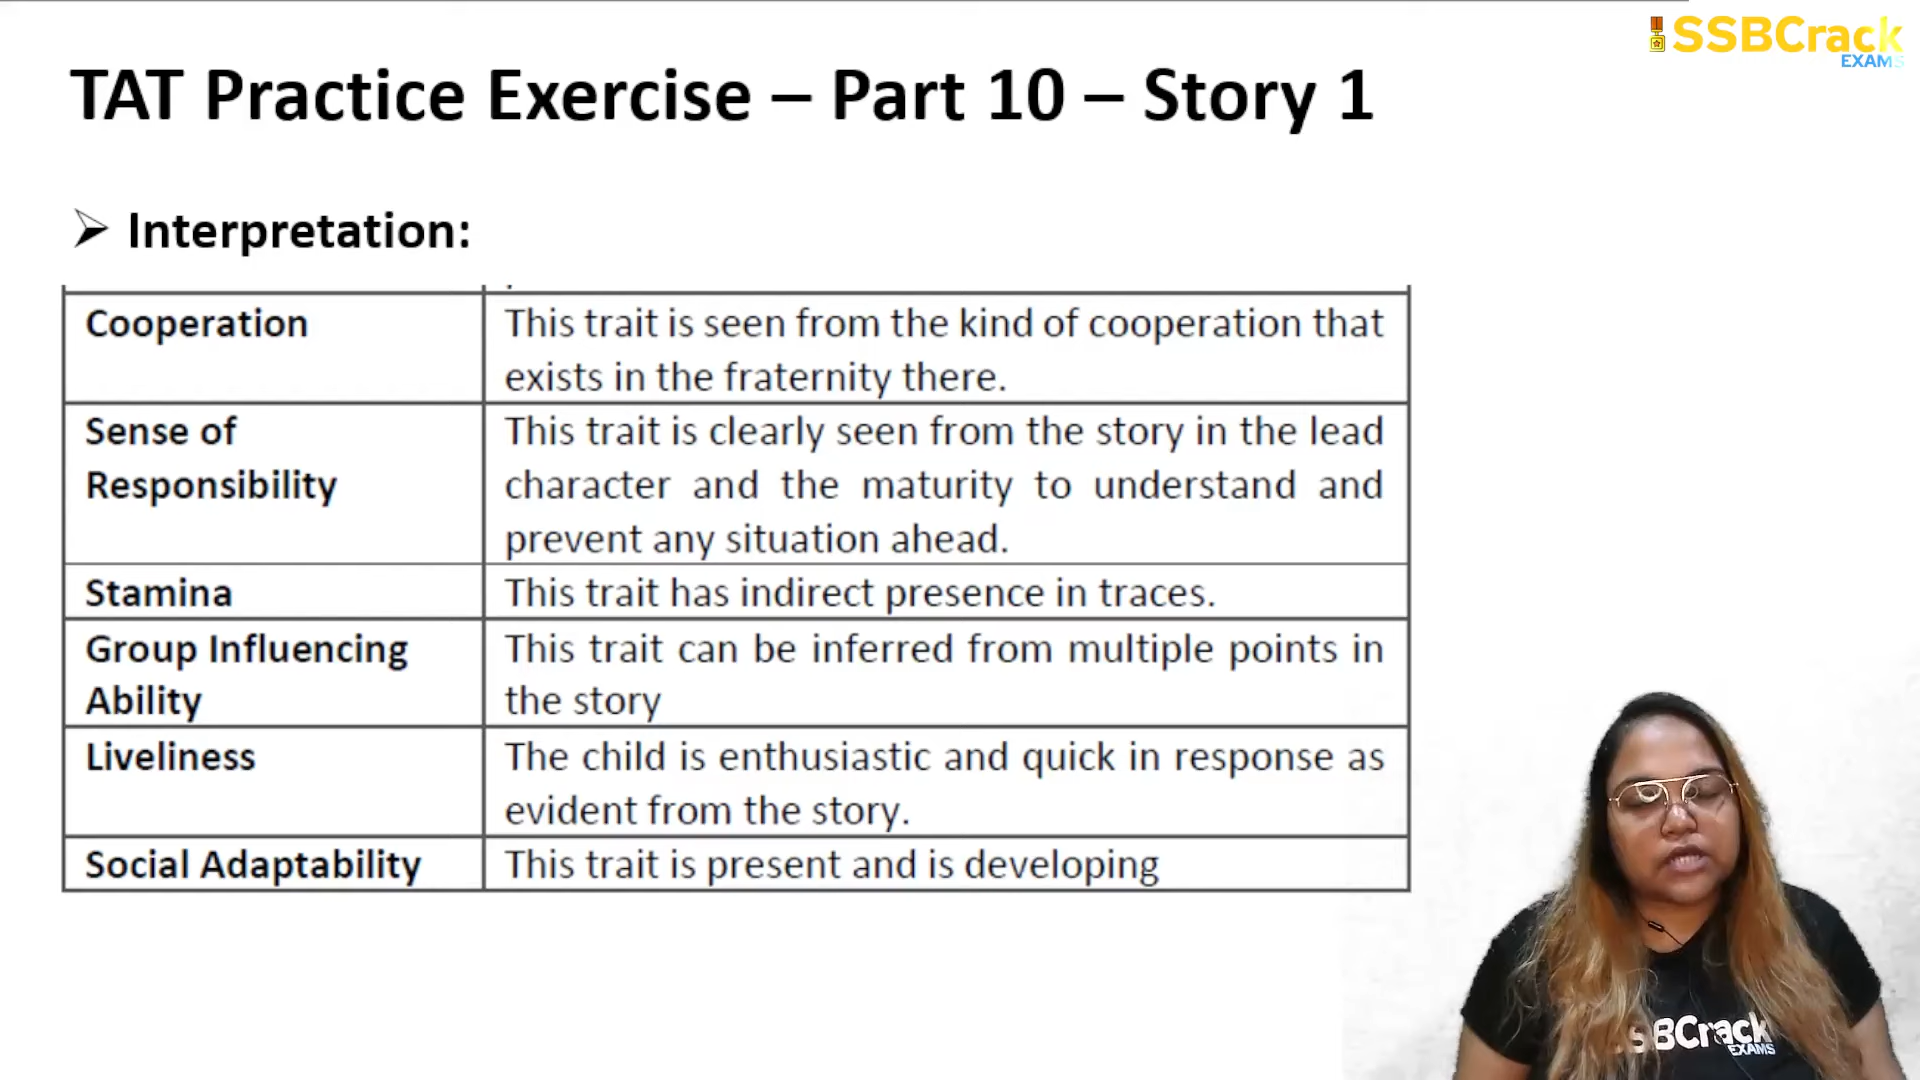 SSBCrack
EXAMS
TAT Practice Exercise – Part 10 – Story 1
Interpretation:
Cooperation
This trait is seen from the kind of cooperation that
exists in the fraternity there.
Sense of
Responsibility
This trait is clearly seen from the story in the lead
character and the maturity to understand and
prevent any situation ahead.
Stamina
This trait has indirect presence in traces.
Group Influencing
Ability
This trait can be inferred from multiple points in
the story
Liveliness
The child is enthusiastic and quick in response as
evident from the story.
Social Adaptability
This trait is present and is developing
SSBCrack
EXAMS